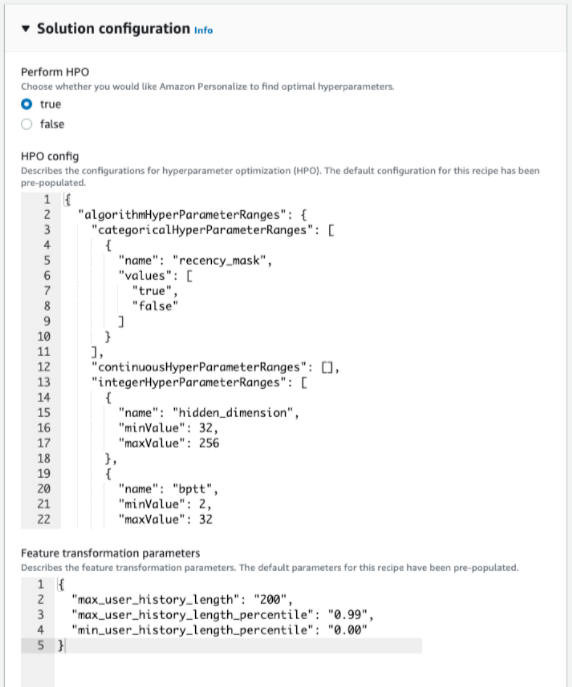 ▼ Solution configuration Info
Perform HPO
Choose whether you would like Amazon Personalize to find optimal hyperparameters.
true
false
HPO config
Describes the configurations for hyperparameter optimization (HPO). The default configuration for this recipe has been
pre-populated.
1 {
2 "algorithmHyperParameterRanges": {
3 "categoricalHyperParameterRanges": [
4 {
5 "name": "recency_mask",
6 "values": [
7 "true",
8 "false"
9 ]
10 }
11 ],
12 "continuousHyperParameterRanges": [],
13 "integerHyperParameterRanges": [
14 {
15 "name": "hidden_dimension",
16 "minValue": 32,
17 "maxValue": 256
18 },
19 {
20 "name": "bptt",
21 "minValue": 2,
22 "maxValue": 32
Feature transformation parameters
Describes the feature transformation parameters. The default parameters for this recipe have been pre-populated.
1 {
2 "max_user_history_length": "200",
3 "max_user_history_length_percentile": "0.99",
4 "min_user_history_length_percentile": "0.00"
5 }